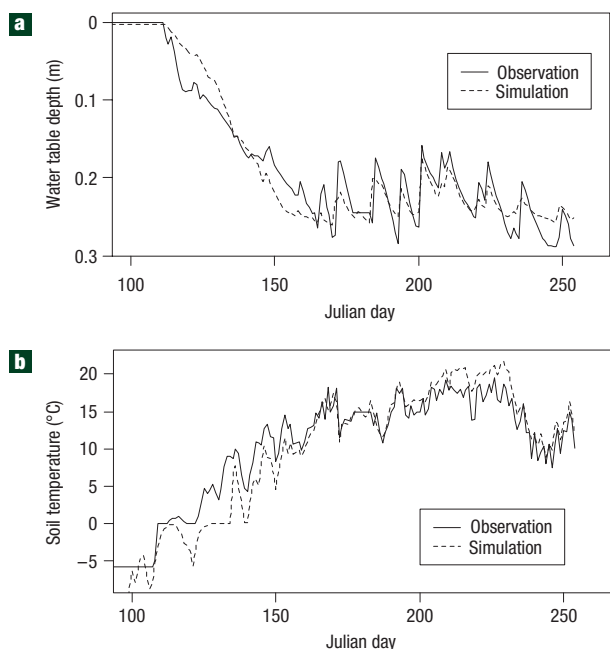 a
0
0.1
0.2
0.3
Water table depth (m)
Observation
Simulation
100
150
200
250
Julian day
b
20
15
10
5
0
−5
Soil temperature (°C)
Observation
Simulation
100
150
200
250
Julian day